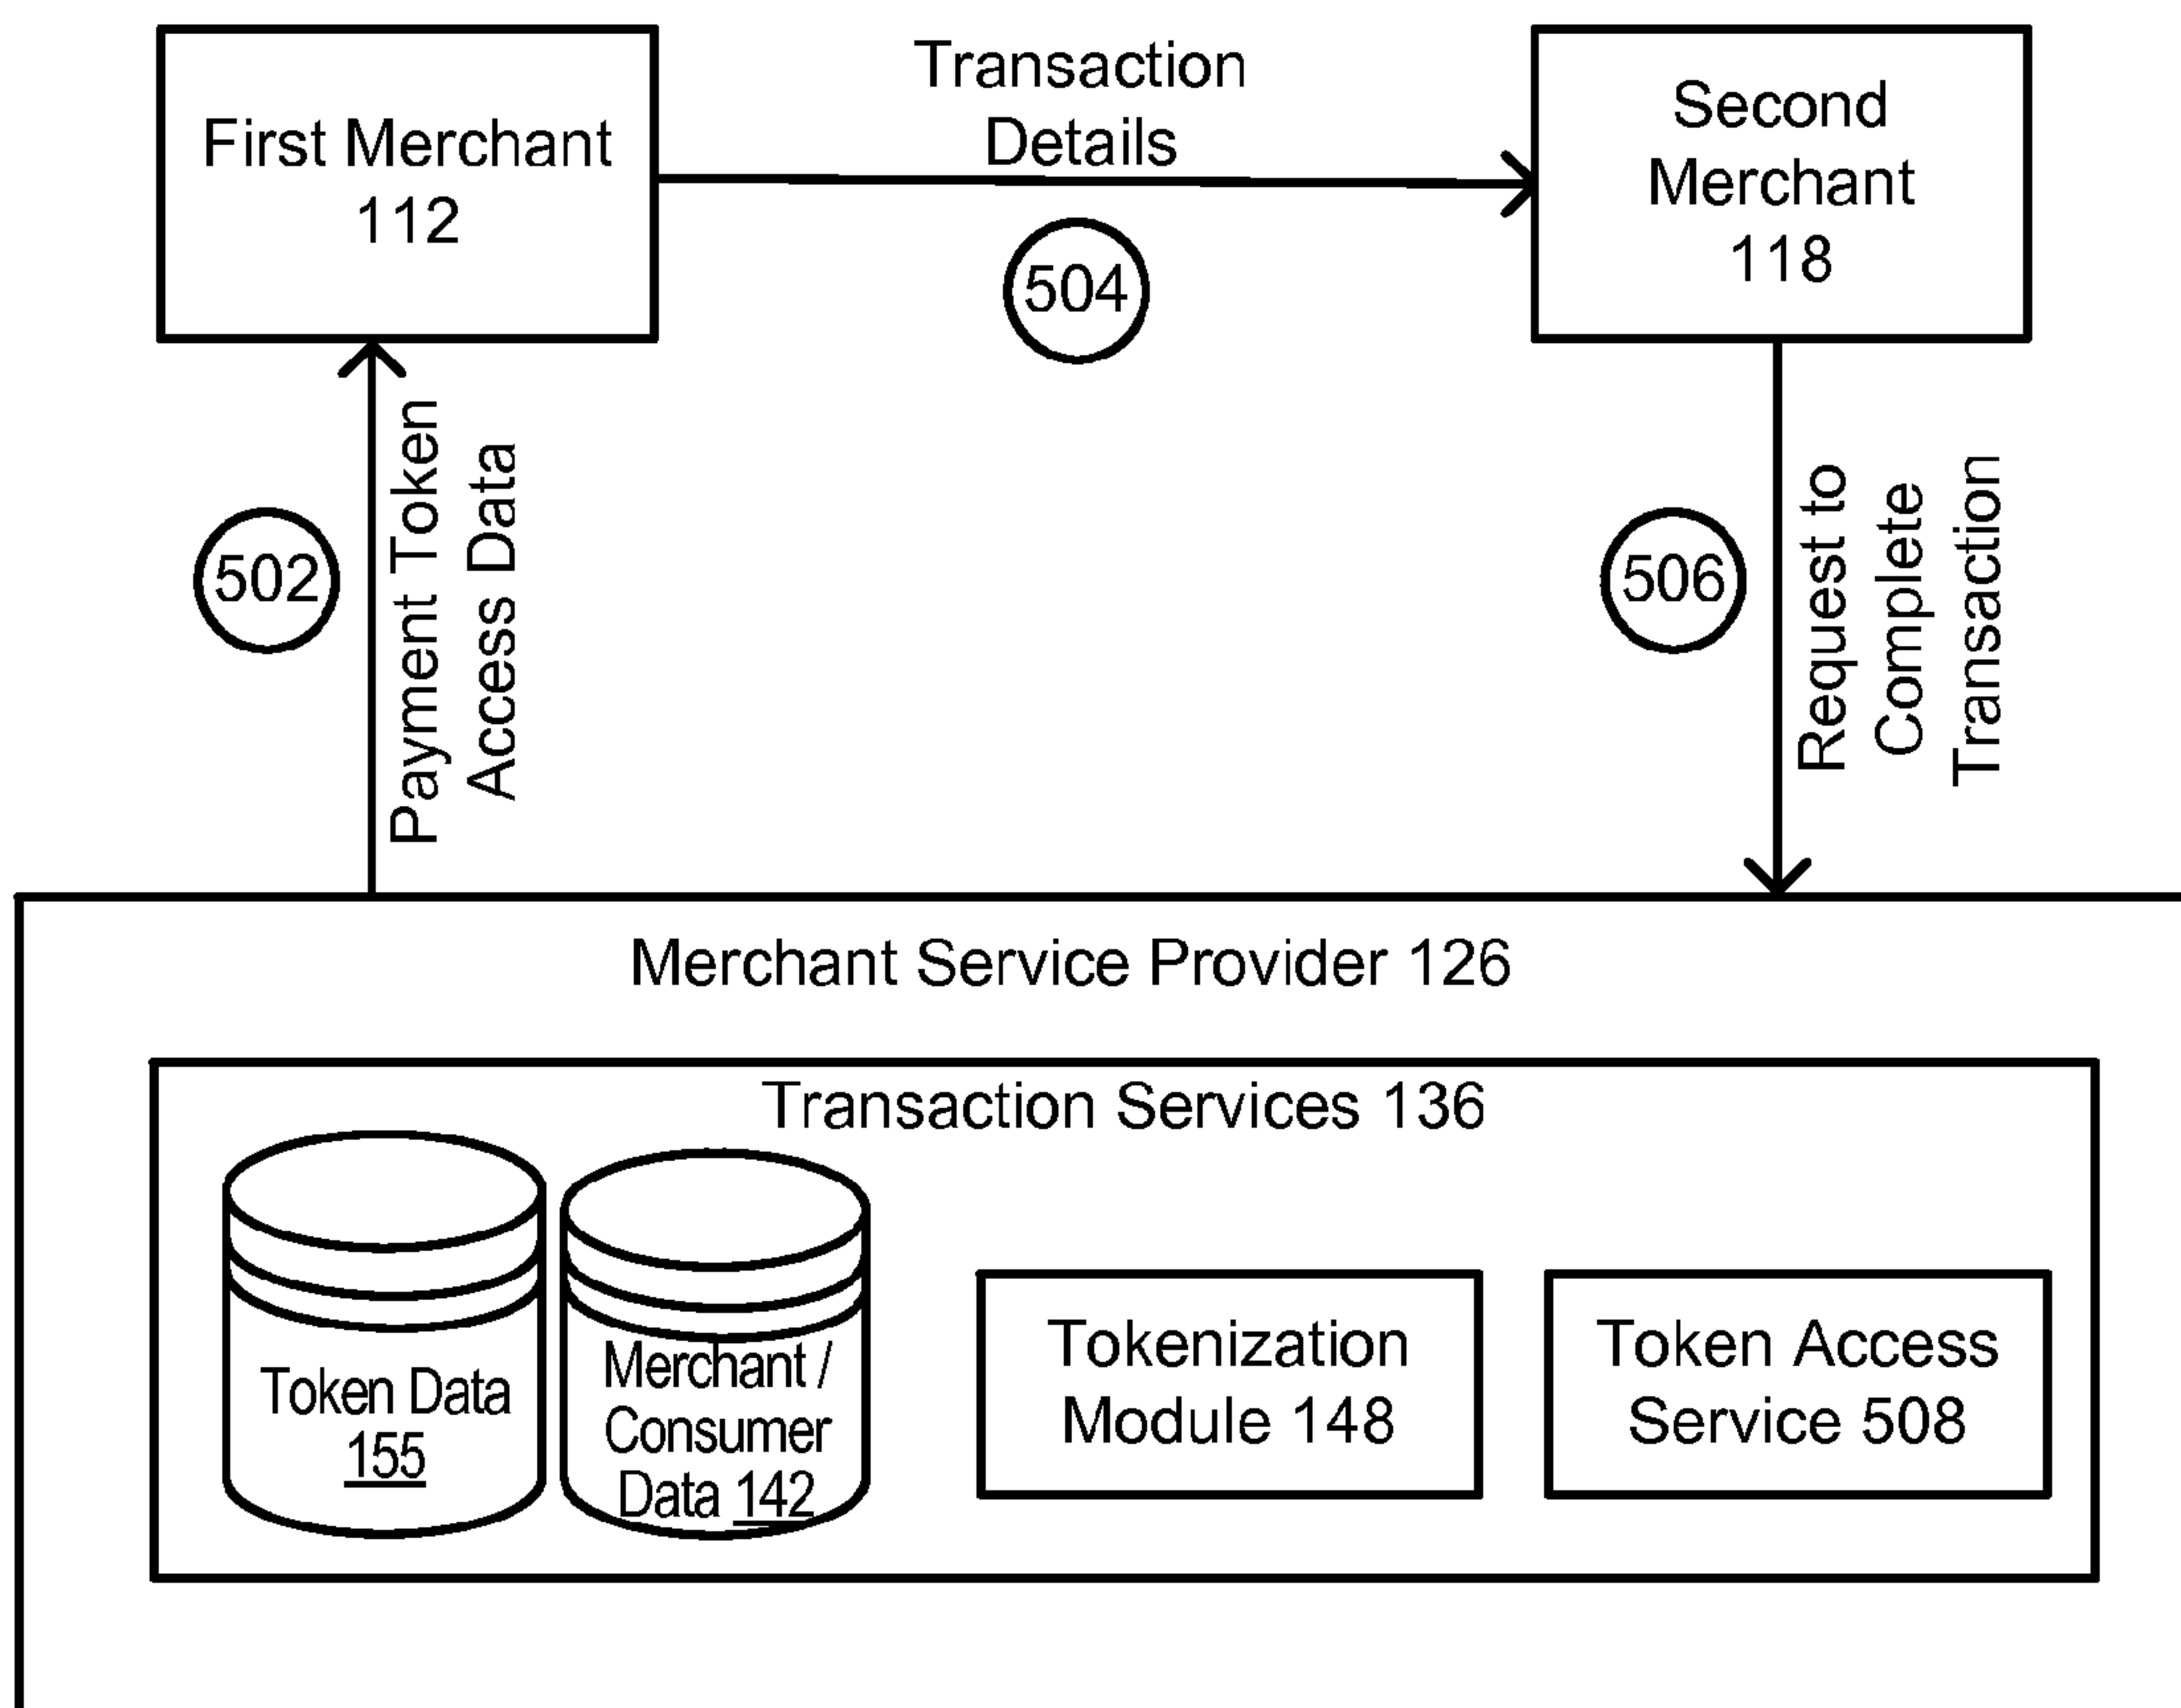 First Merchant
112
Transaction
Details
504
Second
Merchant
118
502
Payment Token
Access Data
506
Request to
Complete
Transaction
Merchant Service Provider 126
Transaction Services 136
Token Data
155
Merchant /
Consumer
Data 142
Tokenization
Module 148
Token Access
Service 508